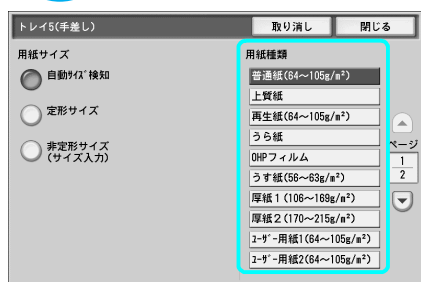 トレイ5(手差し)
取り消し
閉じる
用紙サイズ
自動ｻｲｽﾞ検知
定形サイズ
非定形サイズ
(サイズ入力)
用紙種類
普通紙(64～105g/m²)
上質紙
再生紙(64～105g/m²)
うら紙
OHPフィルム
うす紙(56～63g/m²)
厚紙1(106～169g/m²)
厚紙2(170～215g/m²)
ﾕｰｻﾞｰ用紙1(64～105g/m²)
ﾕｰｻﾞｰ用紙2(64～105g/m²)
ページ
1
2